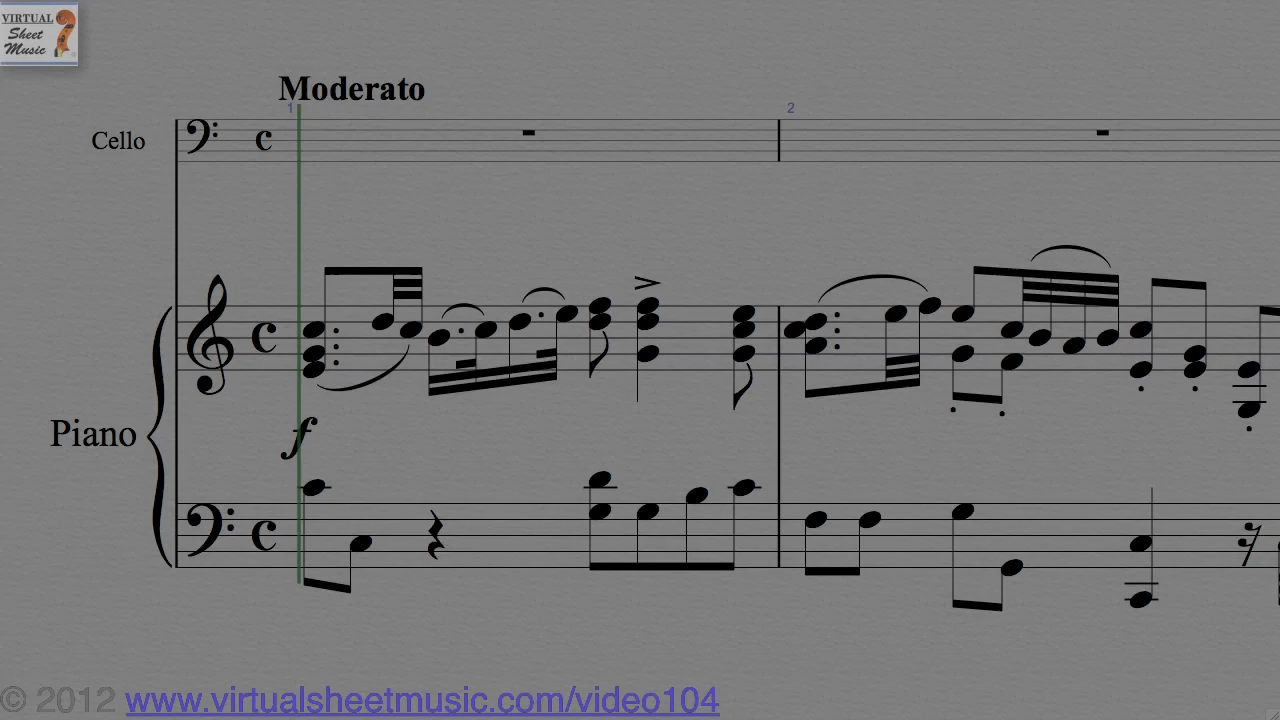 VIRTUAL
Sheet
Music
Moderato
1
2
Cello
Piano
f
© 2012 www.virtualsheetmusic.com/video104